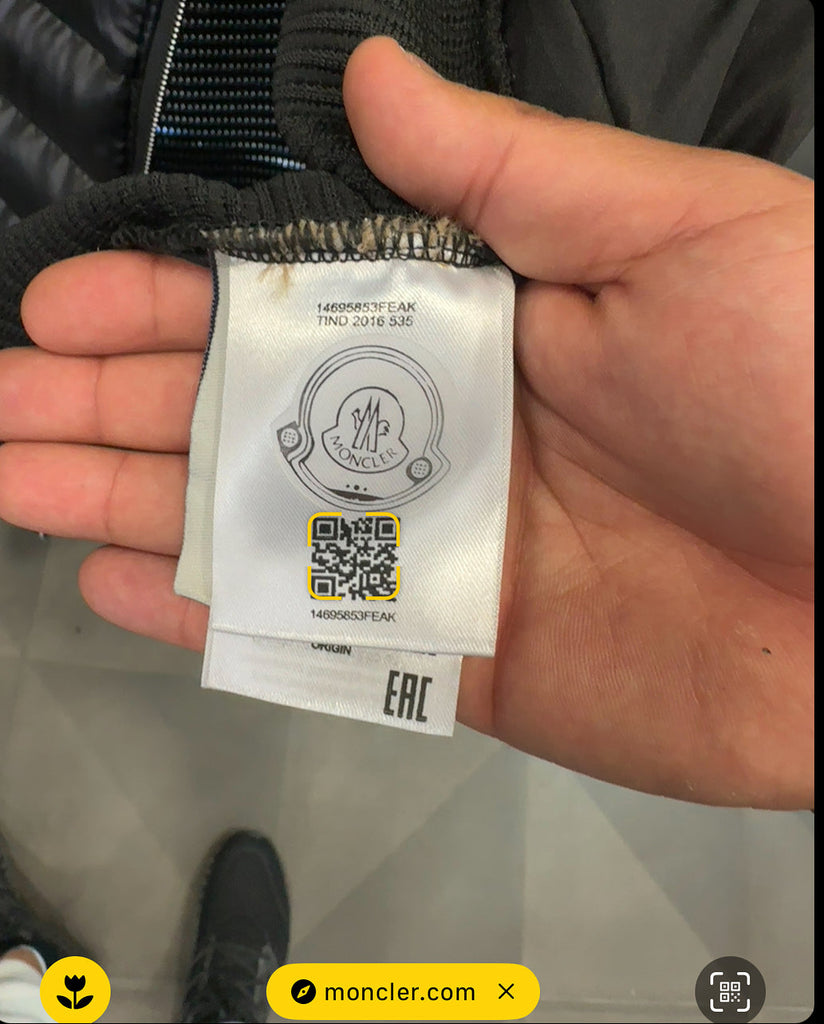 14695853FEAK
TIND 2016 535
MONCLER
14695853FEAK
ORIGIN
EAC
moncler.com